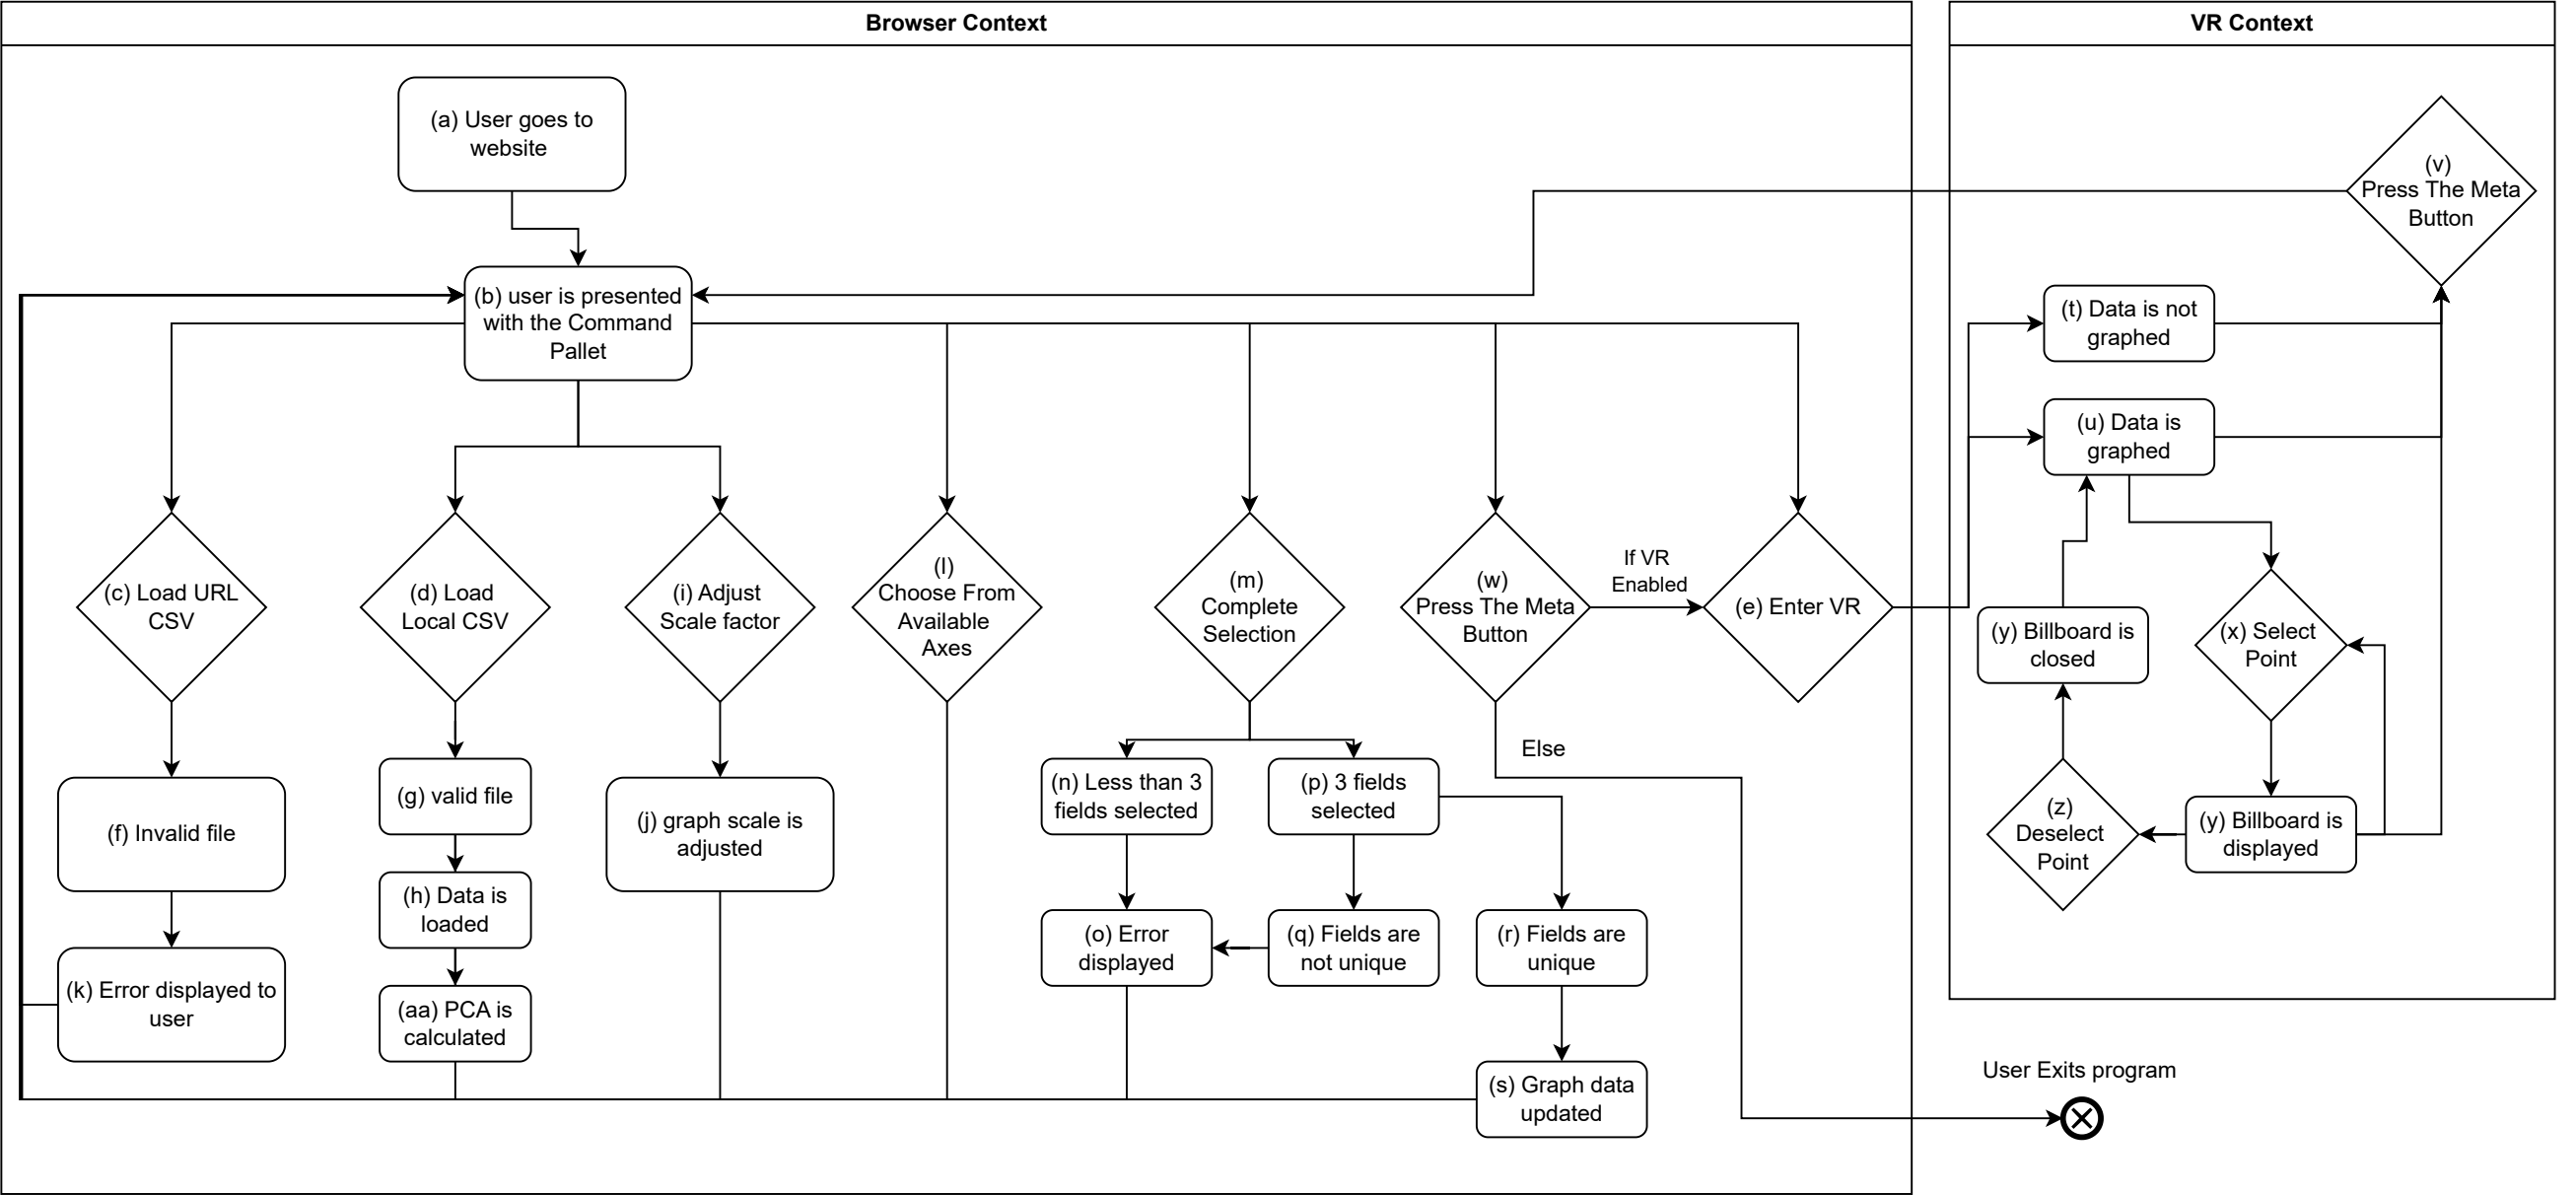 Browser Context
VR Context
(a) User goes to
website
(v)
Press The Meta
Button
(b) user is presented
with the Command
Pallet
(t) Data is not
graphed
(u) Data is
graphed
(c) Load URL
CSV
(d) Load
Local CSV
(i) Adjust
Scale factor
(l)
Choose From
Available
Axes
(m)
Complete
Selection
(w)
Press The Meta
Button
If VR
Enabled
(e) Enter VR
(y) Billboard is
closed
(x) Select
Point
Else
(f) Invalid file
(g) valid file
(j) graph scale is
adjusted
(n) Less than 3
fields selected
(p) 3 fields
selected
(z)
Deselect
Point
(y) Billboard is
displayed
(h) Data is
loaded
(o) Error
displayed
(q) Fields are
not unique
(r) Fields are
unique
(k) Error displayed to
user
(aa) PCA is
calculated
(s) Graph data
updated
User Exits program